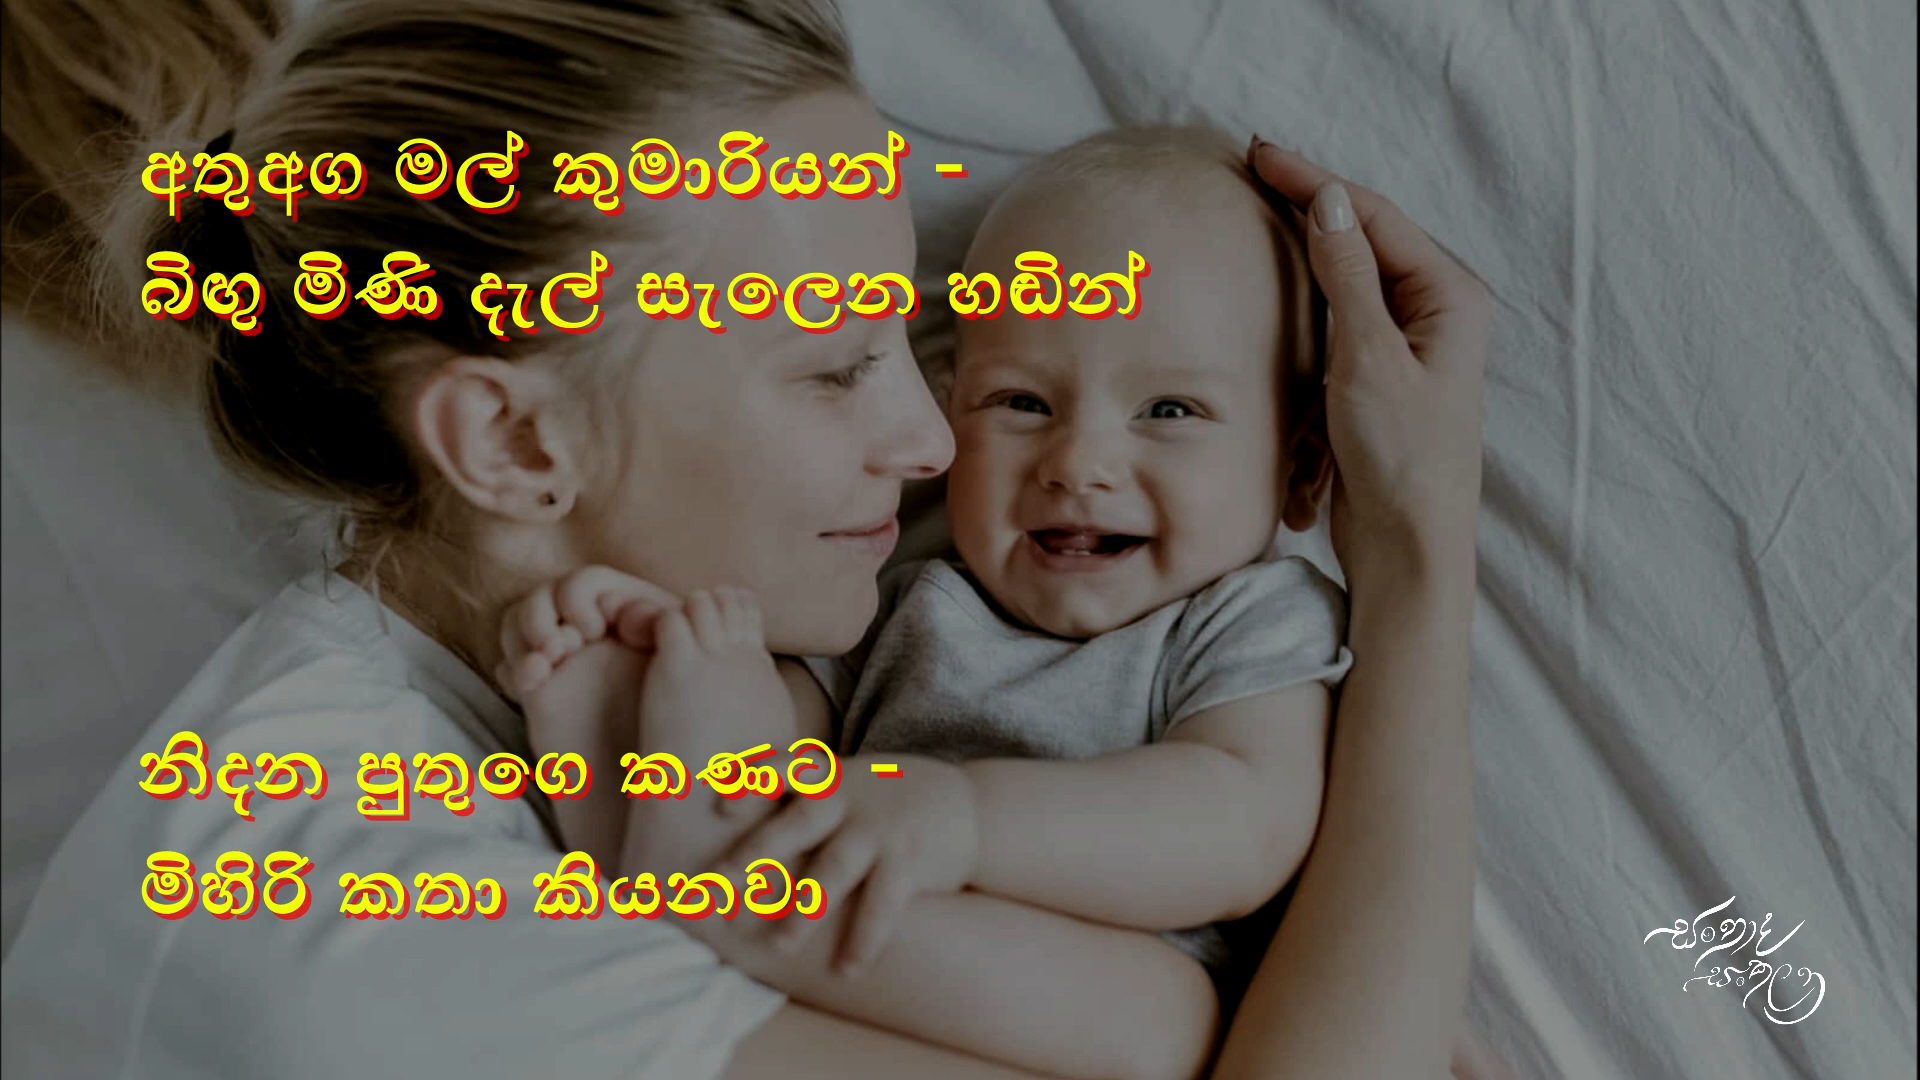 අතුඅග මල් කුමාරියන් -
බිඟු මිණි දැල් සැලෙන හඬින්
නිදන පුතුගෙ කණට -
මිහිරි කතා කියනවා